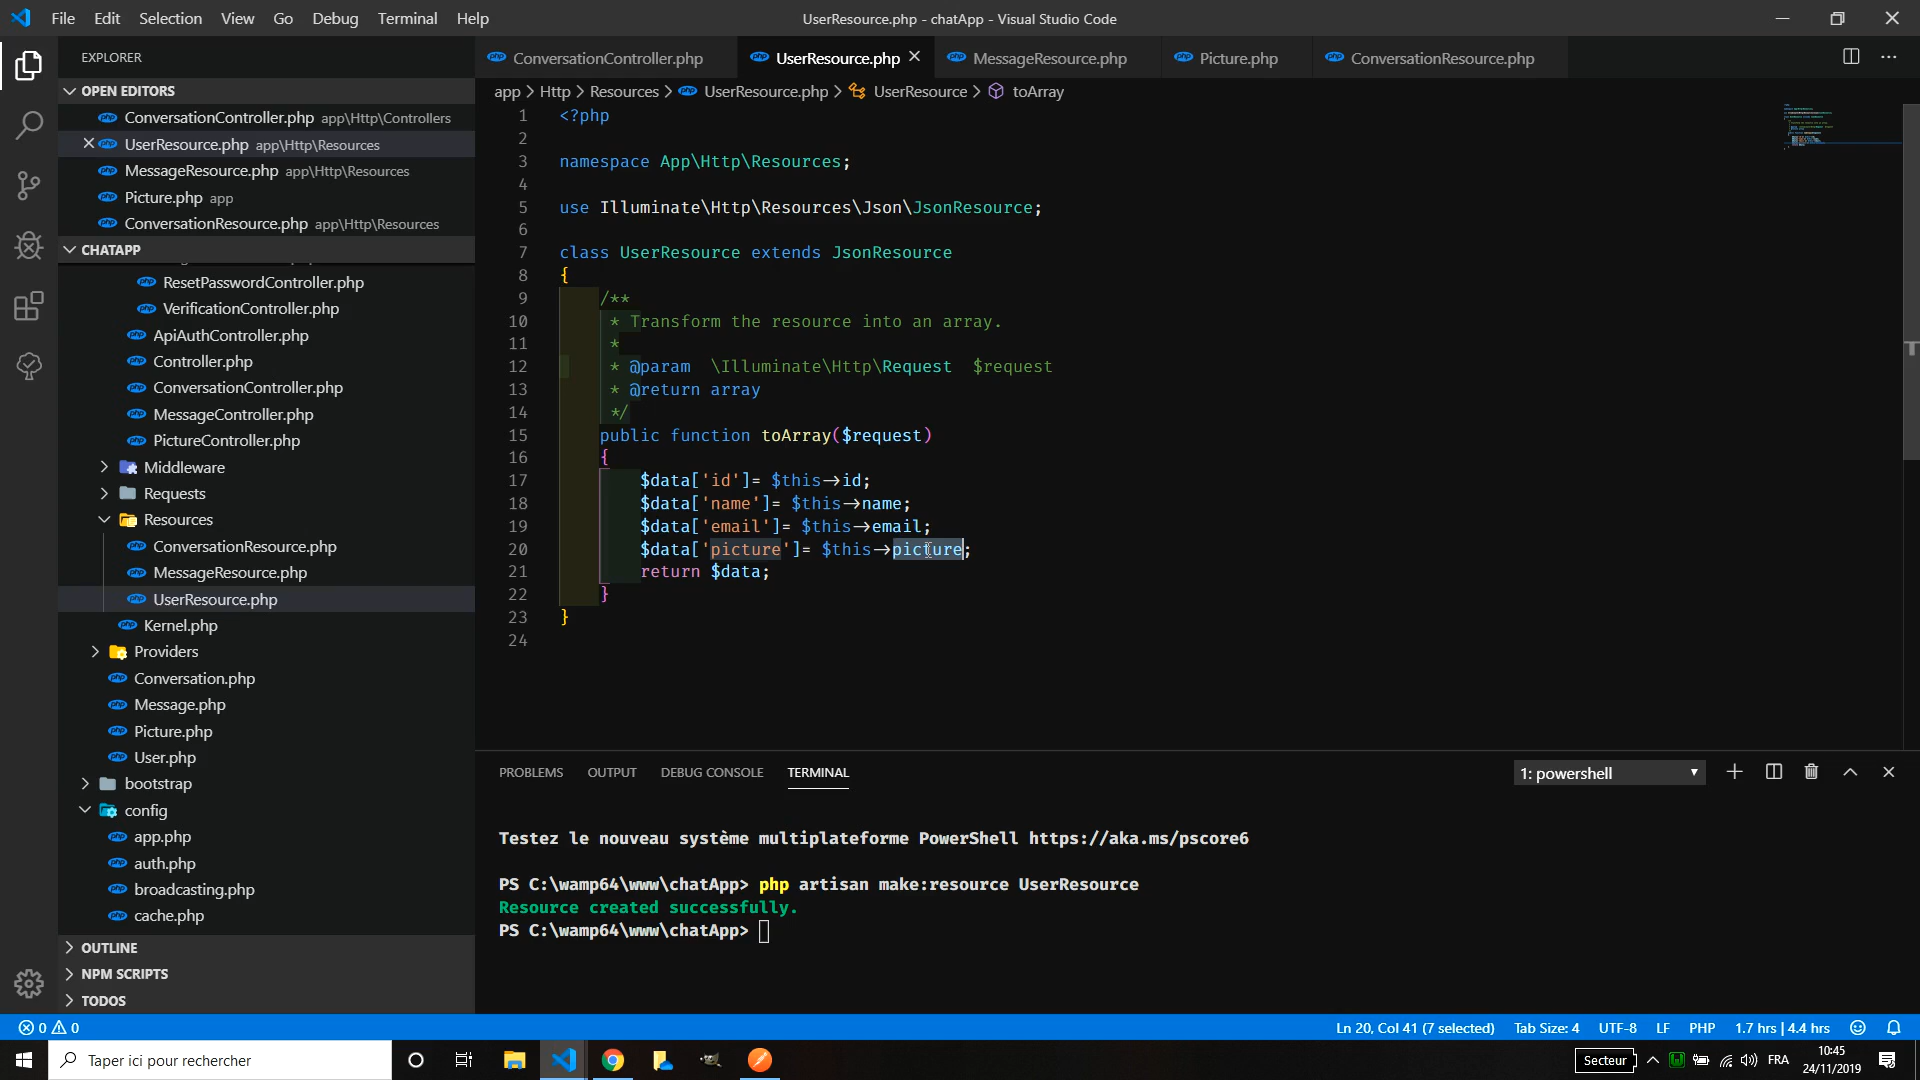 File Edit Selection View Go Debug Terminal Help
UserResource.php - chatApp - Visual Studio Code
EXPLORER
OPEN EDITORS
ConversationController.php app\Http\Controllers
UserResource.php app\Http\Resources
MessageResource.php app\Http\Resources
Picture.php app
ConversationResource.php app\Http\Resources
CHATAPP
ResetPasswordController.php
VerificationController.php
ApiAuthController.php
Controller.php
ConversationController.php
MessageController.php
PictureController.php
Middleware
Requests
Resources
ConversationResource.php
MessageResource.php
UserResource.php
Kernel.php
Providers
Conversation.php
Message.php
Picture.php
User.php
bootstrap
config
app.php
auth.php
broadcasting.php
cache.php
OUTLINE
NPM SCRIPTS
TODOS
ConversationController.php UserResource.php MessageResource.php Picture.php ConversationResource.php
app > Http > Resources > UserResource.php > UserResource > toArray
1 <?php
2
3 namespace App\Http\Resources;
4
5 use Illuminate\Http\Resources\Json\JsonResource;
6
7 class UserResource extends JsonResource
8 {
9 /**
10 * Transform the resource into an array.
11 *
12 * @param \Illuminate\Http\Request $request
13 * @return array
14 */
15 public function toArray($request)
16 {
17 $data['id']= $this->id;
18 $data['name']= $this->name;
19 $data['email']= $this->email;
20 $data['picture']= $this->picture;
21 return $data;
22 }
23 }
24
PROBLEMS OUTPUT DEBUG CONSOLE TERMINAL
1: powershell
Testez le nouveau système multiplateforme PowerShell https://aka.ms/pscore6
PS C:\wamp64\www\chatApp> php artisan make:resource UserResource
Resource created successfully.
PS C:\wamp64\www\chatApp>
0 0
Ln 20, Col 41 (7 selected) Tab Size: 4 UTF-8 LF PHP 1.7 hrs | 4.4 hrs
Taper ici pour rechercher
Secteur
FRA
10:45
24/11/2019